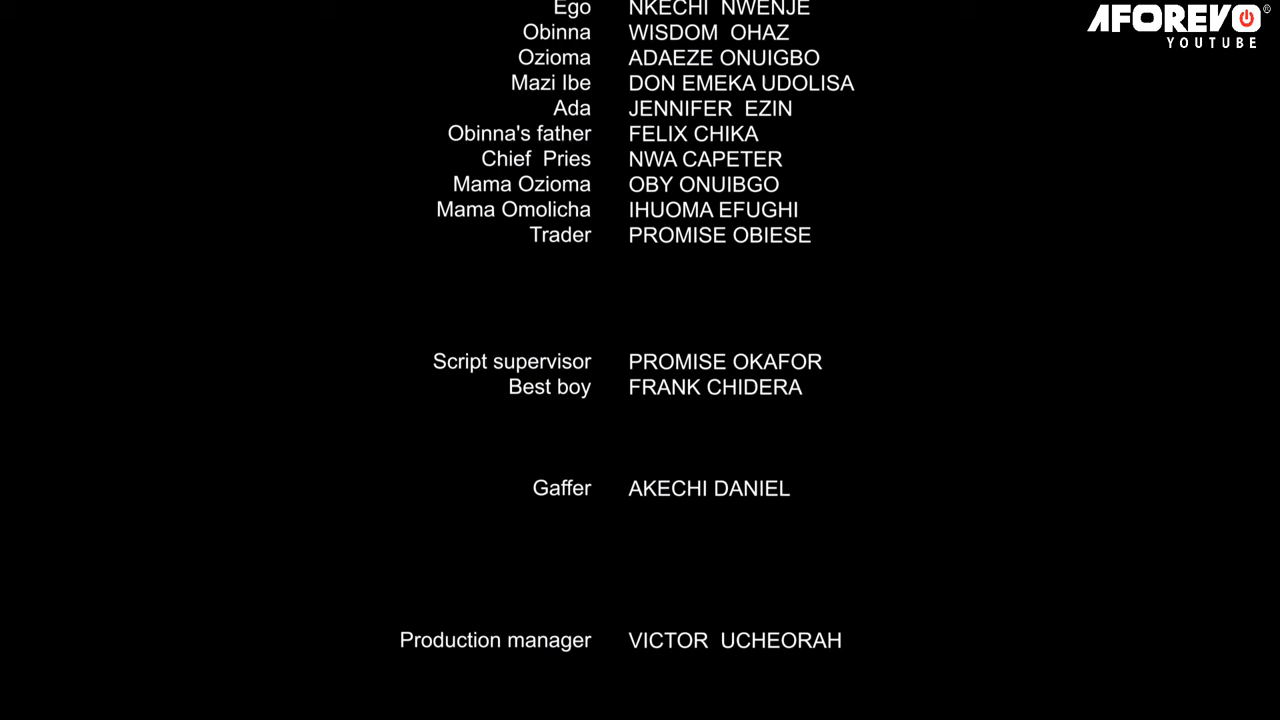 AFOREVO®
YOUTUBE
Ego NKECHI NWENJE
Obinna WISDOM OHAZ
Ozioma ADAEZE ONUIGBO
Mazi Ibe DON EMEKA UDOLISA
Ada JENNIFER EZIN
Obinna's father FELIX CHIKA
Chief Pries NWA CAPETER
Mama Ozioma OBY ONUIBGO
Mama Omolicha IHUOMA EFUGHI
Trader PROMISE OBIESE
Script supervisor PROMISE OKAFOR
Best boy FRANK CHIDERA
Gaffer AKECHI DANIEL
Production manager VICTOR UCHEORAH